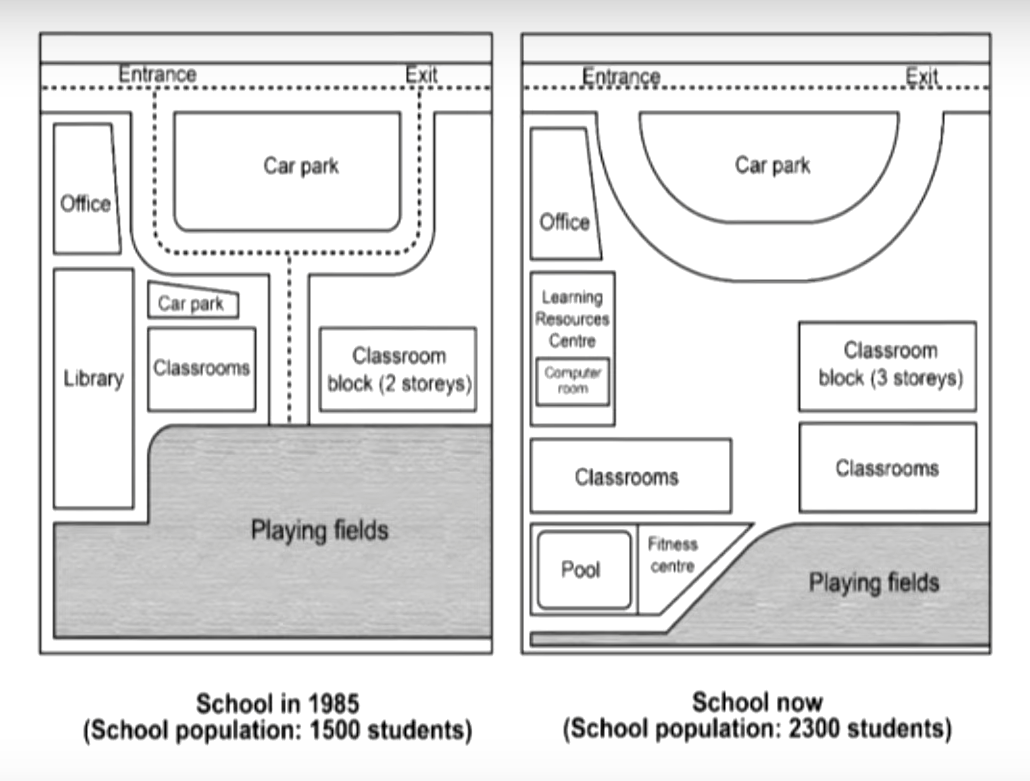 Entrance
Exit
Car park
Office
Car park
Library
Classrooms
Classroom
block (2 storeys)
Playing fields
School in 1985
(School population: 1500 students)
Entrance
Exit
Car park
Office
Learning
Resources
Centre
Computer
room
Classroom
block (3 storeys)
Classrooms
Classrooms
Pool
Fitness
centre
Playing fields
School now
(School population: 2300 students)